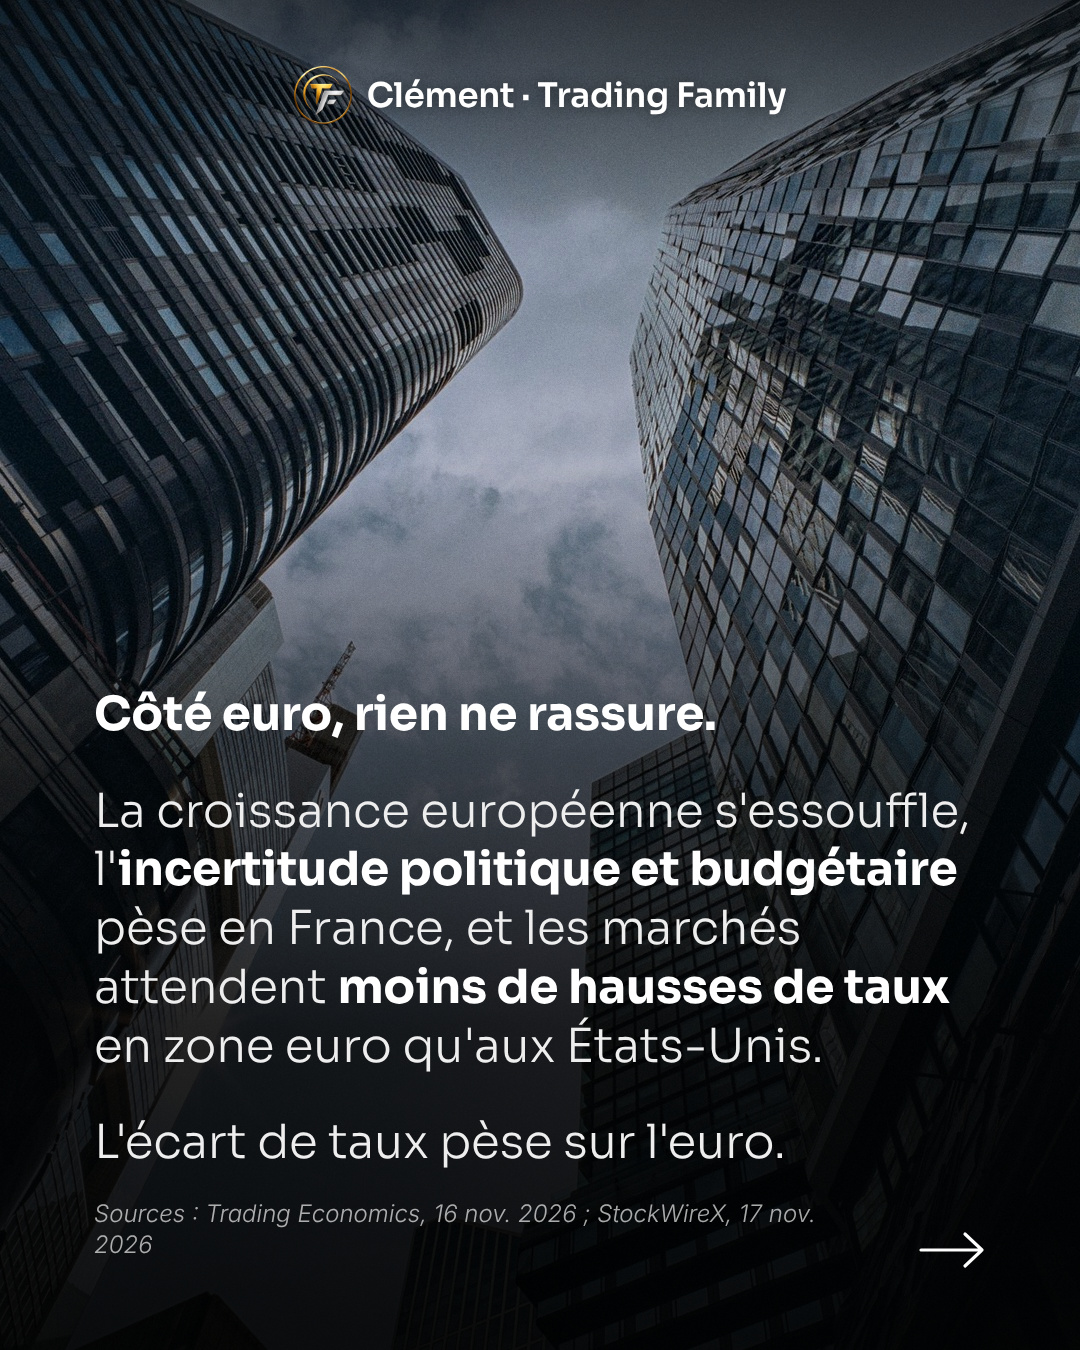 TF
Clément · Trading Family
Côté euro, rien ne rassure.
La croissance européenne s'essouffle,
l'incertitude politique et budgétaire
pèse en France, et les marchés
attendent moins de hausses de taux
en zone euro qu'aux États-Unis.
L'écart de taux pèse sur l'euro.
Sources : Trading Economics, 16 nov. 2026 ; StockWireX, 17 nov.
2026